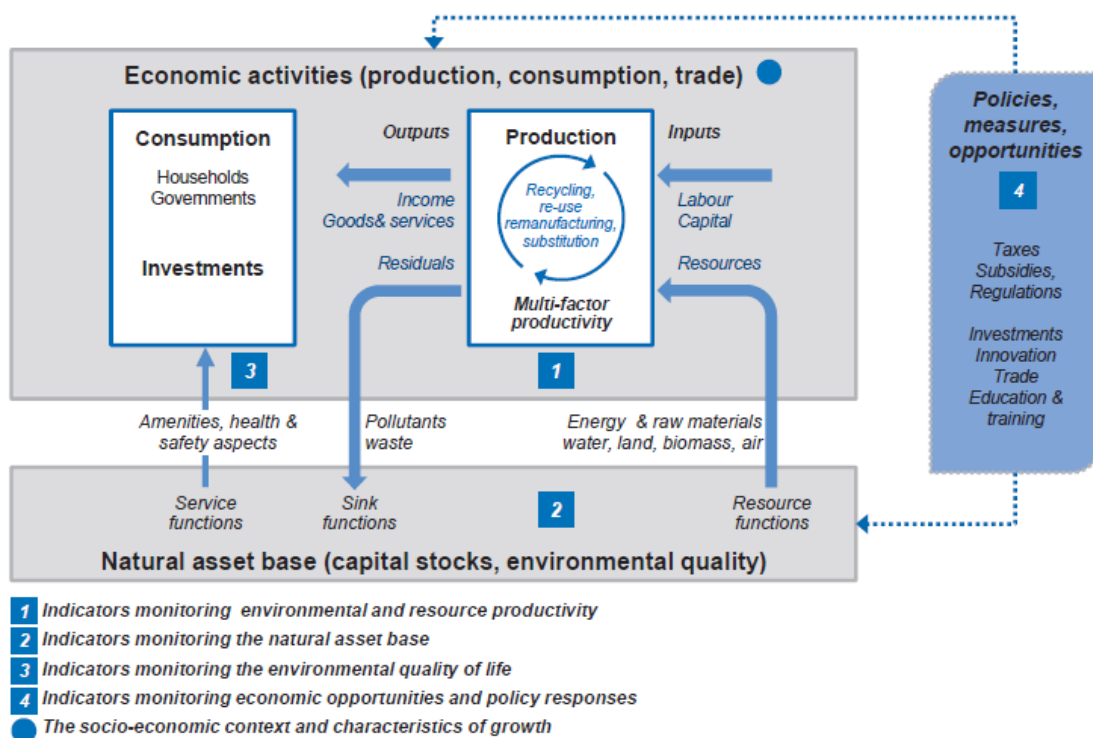 Economic activities (production, consumption, trade)
Consumption
Households
Governments
Investments
3
Outputs
Income
Goods& services
Residuals
Production
Recycling,
re-use
remanufacturing,
substitution
Multi-factor
productivity
1
Inputs
Labour
Capital
Resources
Policies,
measures,
opportunities
4
Taxes
Subsidies,
Regulations
Investments
Innovation
Trade
Education &
training
Amenities, health &
safety aspects
Pollutants
waste
Energy & raw materials
water, land, biomass, air
Service
functions
Sink
functions
2
Resource
functions
Natural asset base (capital stocks, environmental quality)
1 Indicators monitoring environmental and resource productivity
2 Indicators monitoring the natural asset base
3 Indicators monitoring the environmental quality of life
4 Indicators monitoring economic opportunities and policy responses
The socio-economic context and characteristics of growth